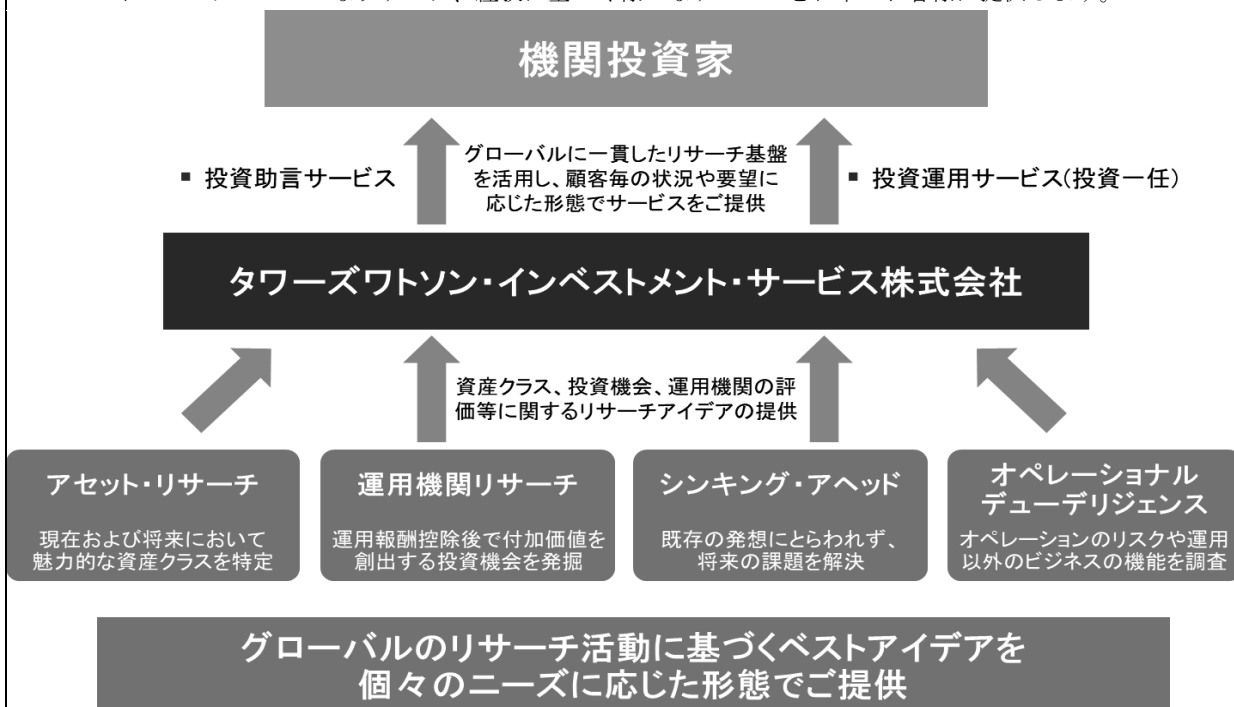 機関投資家
▪ 投資助言サービス
グローバルに一貫したリサーチ基盤
を活用し、顧客毎の状況や要望に
応じた形態でサービスをご提供
▪ 投資運用サービス(投資一任)
タワーズワトソン・インベストメント・サービス株式会社
資産クラス、投資機会、運用機関の評
価等に関するリサーチアイデアの提供
アセット・リサーチ
現在および将来において
魅力的な資産クラスを特定
運用機関リサーチ
運用報酬控除後で付加価値を
創出する投資機会を発掘
シンキング・アヘッド
既存の発想にとらわれず、
将来の課題を解決
オペレーショナル
デューデリジェンス
オペレーションのリスクや運用
以外のビジネスの機能を調査
グローバルのリサーチ活動に基づくベストアイデアを
個々のニーズに応じた形態でご提供